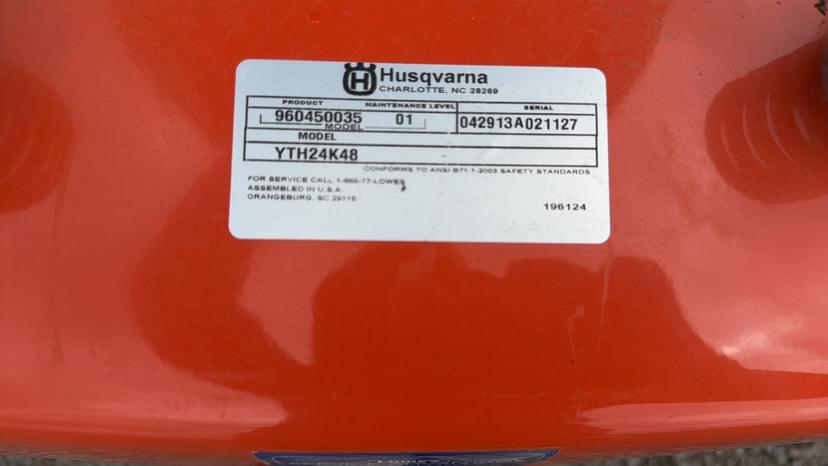 Husqvarna
CHARLOTTE, NC 28269
PRODUCT MAINTENANCE LEVEL SERIAL
960450035 01 042913A021127
MODEL
MODEL
YTH24K48
CONFORMS TO ANSI B71.1-2003 SAFETY STANDARDS
FOR SERVICE CALL 1-888-77-LOWES
ASSEMBLED IN U.S.A.
ORANGEBURG, SC 29116
196124